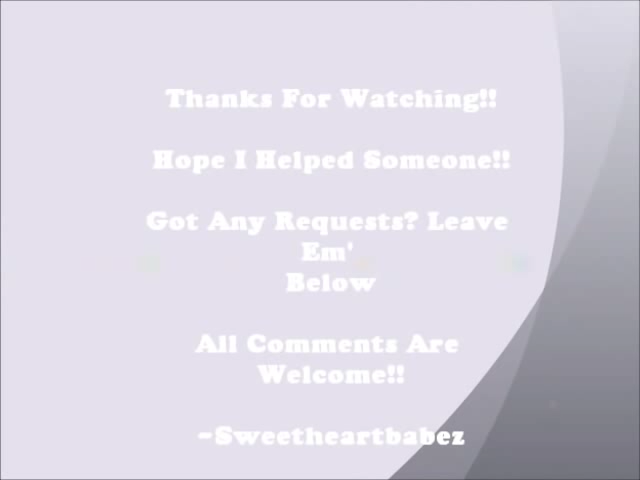 Thanks For Watching!!
Hope I Helped Someone!!
Got Any Requests? Leave
Em'
Below
All Comments Are
Welcome!!
~Sweetheartbabez